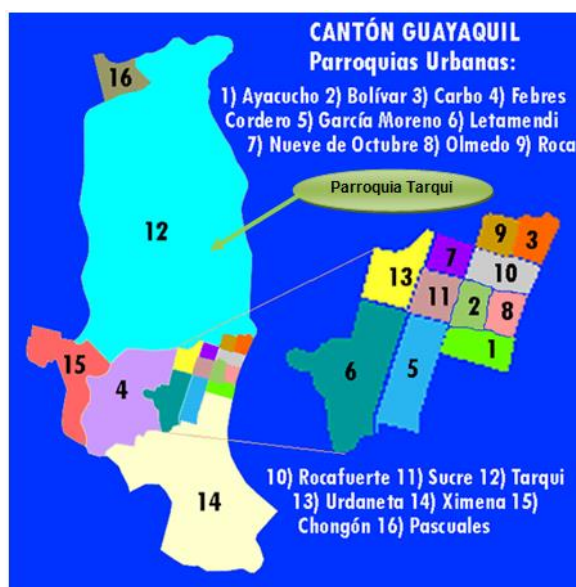 CANTÓN GUAYAQUIL
Parroquias Urbanas:
1) Ayacucho 2) Bolívar 3) Carbo 4) Febres
Cordero 5) García Moreno 6) Letamendi
7) Nueve de Octubre 8) Olmedo 9) Roca
16
Parroquia Tarqui
12
9
3
7
10
13
11
2
8
1
15
4
6
5
14
10) Rocafuerte 11) Sucre 12) Tarqui
13) Urdaneta 14) Ximena 15)
Chongón 16) Pascuales